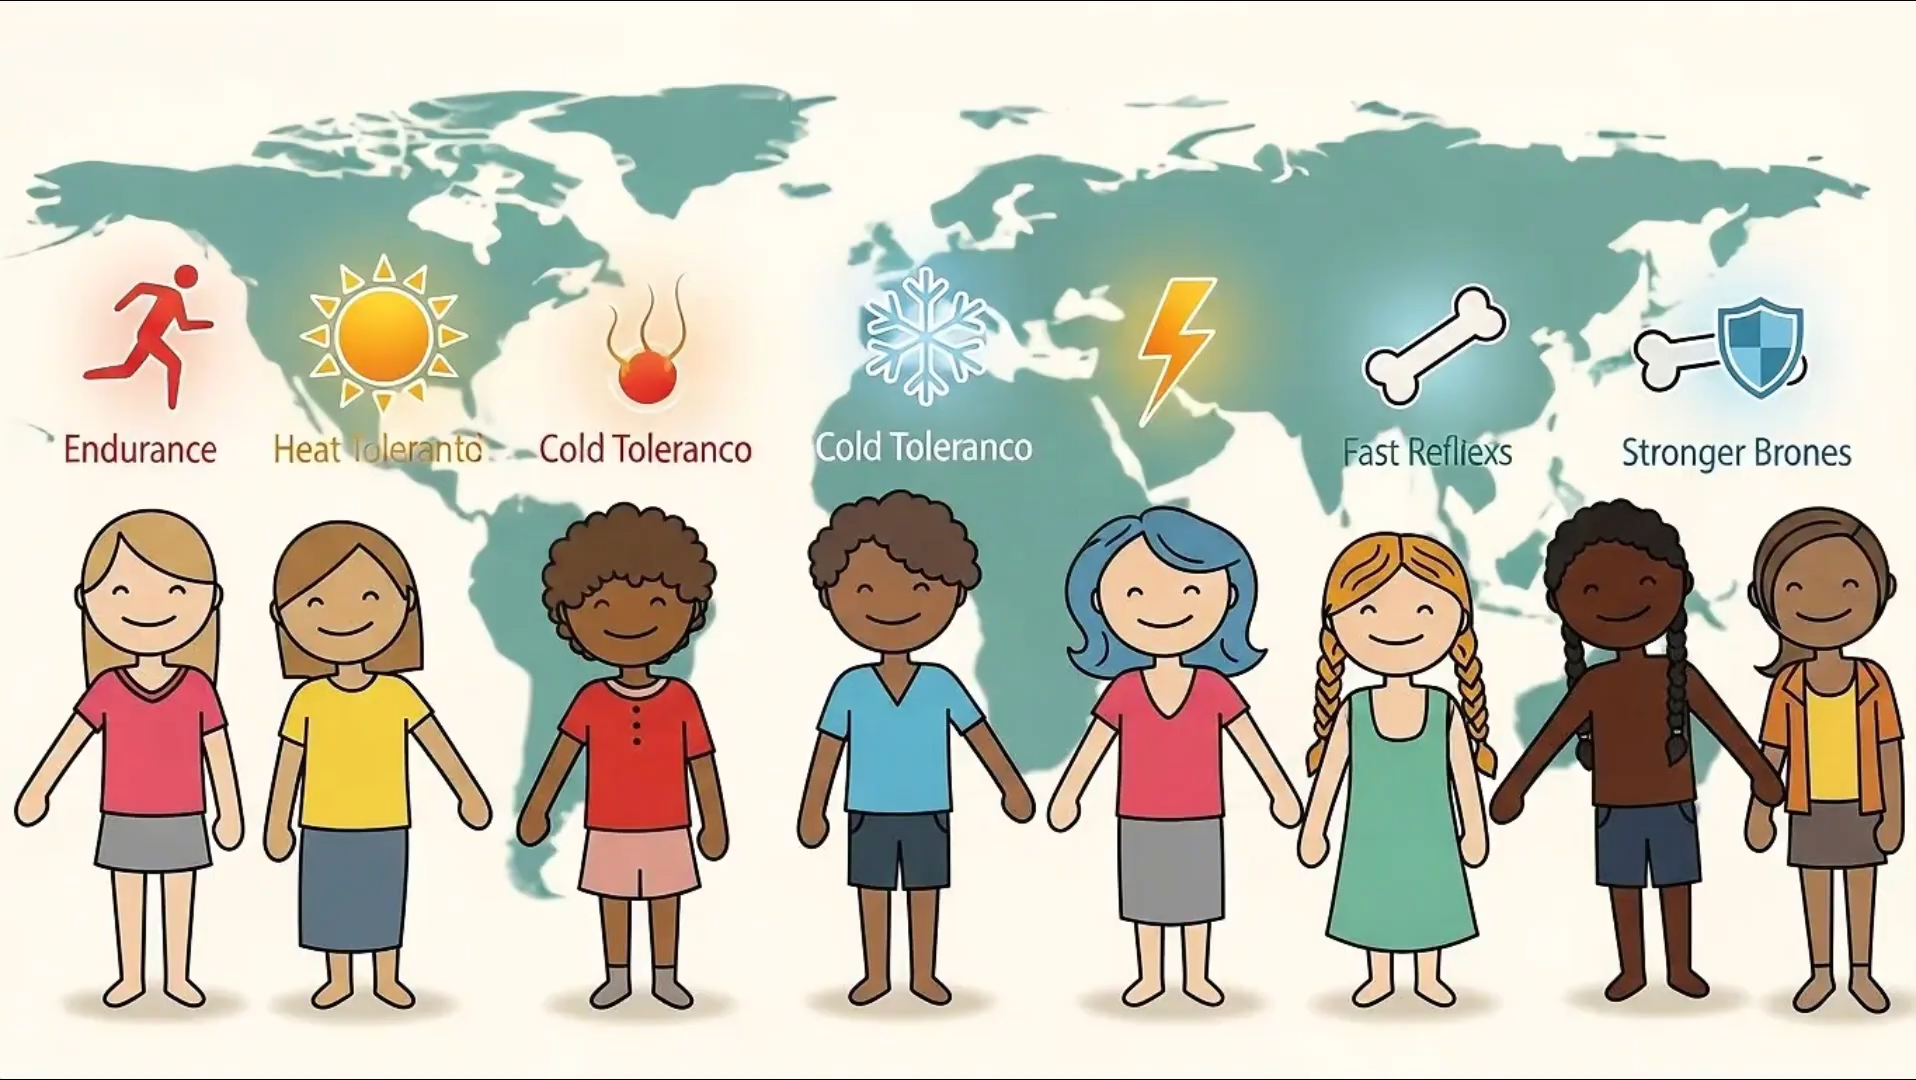 Endurance
Heat Toleranto
Cold Toleranco
Cold Toleranco
Fast Refliexs
Stronger Brones